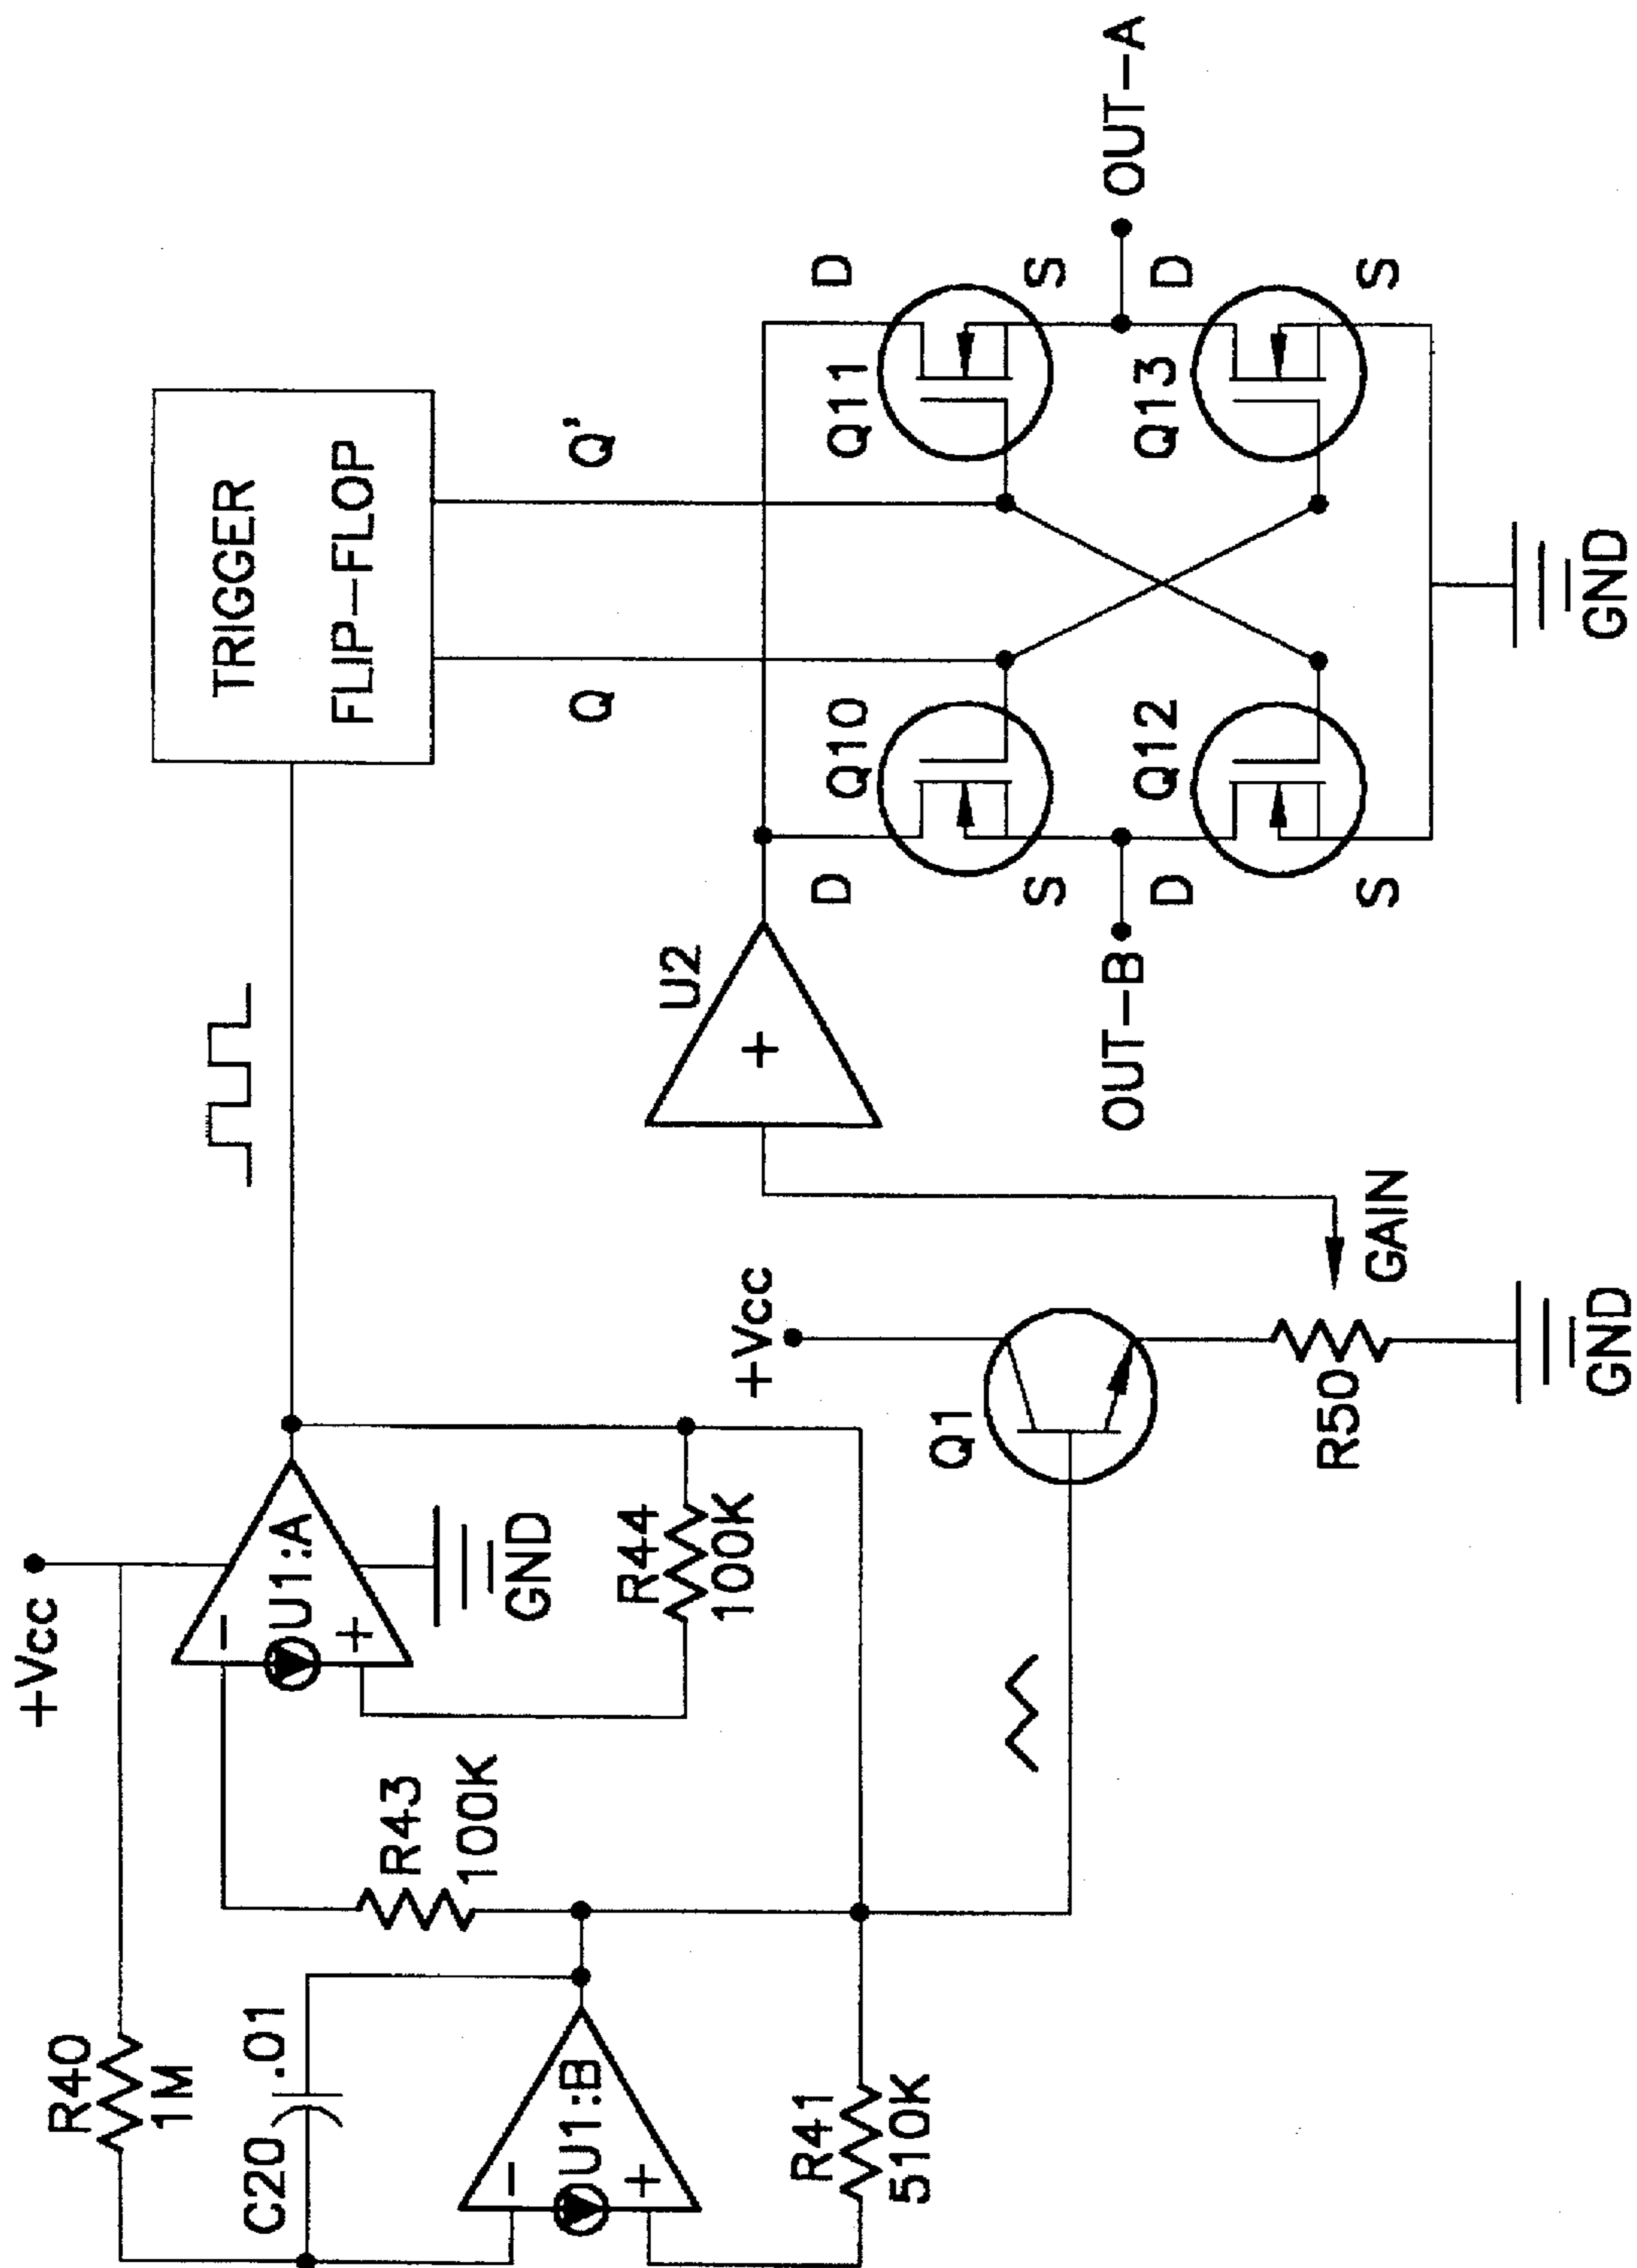 +Vcc
R40
1M
C20
.01
U1:B
−
+
R41
510K
R43
100K
−
U1:A
+
GND
R44
100K
TRIGGER
FLIP-FLOP
Q
Q'
+Vcc
Q1
R50
GAIN
GND
U2
+
D
Q10
S
D
Q11
S
OUT-B
OUT-A
D
Q12
S
D
Q13
S
GND